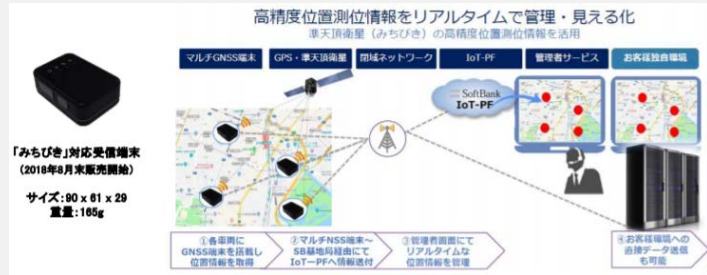 高精度位置測位情報をリアルタイムで管理・見える化
準天頂衛星（みちびき）の高精度位置測位情報を活用
マルチGNSS端末
GPS・準天頂衛星
閉域ネットワーク
IoT-PF
管理者サービス
お客様独自環境
SoftBank
IoT-PF
「みちびき」対応受信端末
（2018年8月末販売開始）
サイズ：90 x 61 x 29
重量：165g
①各車両に
GNSS端末を搭載し
位置情報を取得
②マルチNSS端末～
SB基地局経由にて
IoTーPFへ情報送付
③管理者画面にて
リアルタイムな
位置情報を管理
④お客様環境への
直接データ送信
も可能